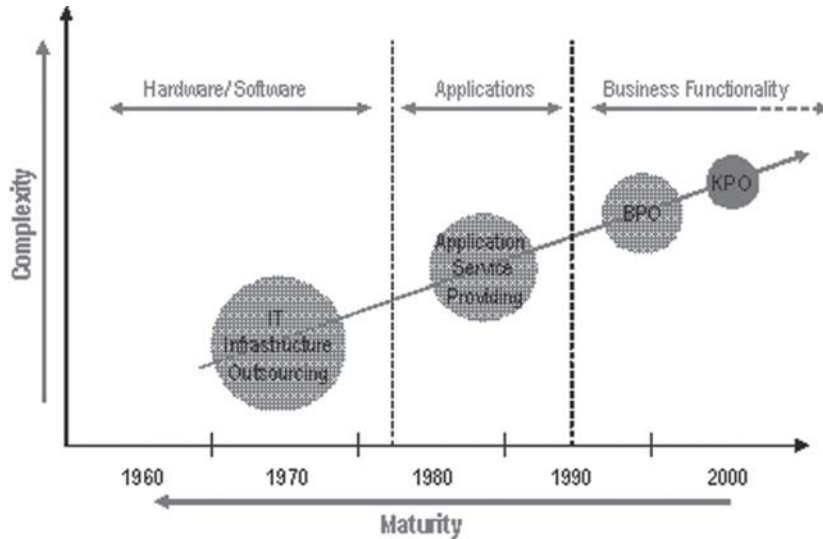 Hardware/Software
Applications
Business Functionality
Complexity
KPO
BPO
Application
Service
Providing
IT
Infrastructure
Outsourcing
1960 1970 1980 1990 2000
Maturity